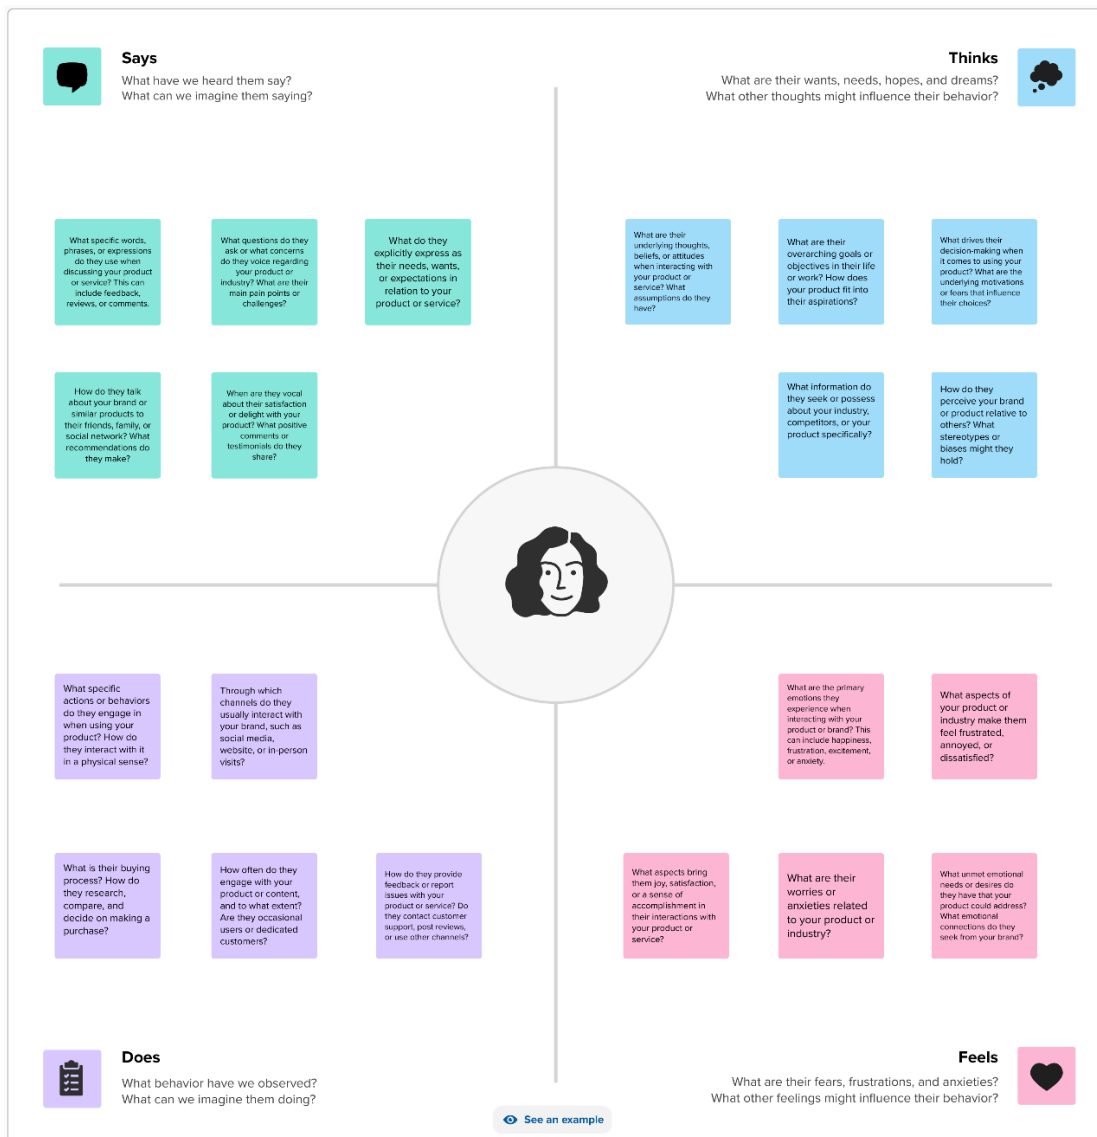 Says
What have we heard them say?
What can we imagine them saying?
Thinks
What are their wants, needs, hopes, and dreams?
What other thoughts might influence their behavior?
What specific words,
phrases, or expressions
do they use when
discussing your product
or service? This can
include feedback,
reviews, or comments.
What questions do they
ask or what concerns
do they voice regarding
your product or
industry? What are their
main pain points or
challenges?
What do they
explicitly express as
their needs, wants,
or expectations in
relation to your
product or service?
What are their
underlying thoughts,
beliefs, or attitudes
when interacting with
your product or
service? What
assumptions do they
have?
What are their
overarching goals or
objectives in their life
or work? How does
your product fit into
their aspirations?
What drives their
decision-making when
it comes to using your
product? What are the
underlying motivations
or fears that influence
their choices?
How do they talk
about your brand or
similar products to
their friends, family, or
social network? What
recommendations do
they make?
When are they vocal
about their satisfaction
or delight with your
product? What positive
comments or
testimonials do they
share?
What information do
they seek or possess
about your industry,
competitors, or your
product specifically?
How do they
perceive your brand
or product relative to
others? What
stereotypes or
biases might they
hold?
What specific
actions or behaviors
do they engage in
when using your
product? How do
they interact with it
in a physical sense?
Through which
channels do they
usually interact with
your brand, such as
social media,
website, or in-person
visits?
What are the primary
emotions they
experience when
interacting with your
product or brand? This
can include happiness,
frustration, excitement,
or anxiety.
What aspects of
your product or
industry make them
feel frustrated,
annoyed, or
dissatisfied?
What is their buying
process? How do
they research,
compare, and
decide on making a
purchase?
How often do they
engage with your
product or content,
and to what extent?
Are they occasional
users or dedicated
customers?
How do they provide
feedback or report
issues with your
product or service? Do
they contact customer
support, post reviews,
or use other channels?
What aspects bring
them joy, satisfaction,
or a sense of
accomplishment in
their interactions with
your product or
service?
What are their
worries or
anxieties related
to your product or
industry?
What unmet emotional
needs or desires do
they have that your
product could address?
What emotional
connections do they
seek from your brand?
Does
What behavior have we observed?
What can we imagine them doing?
Feels
What are their fears, frustrations, and anxieties?
What other feelings might influence their behavior?
See an example